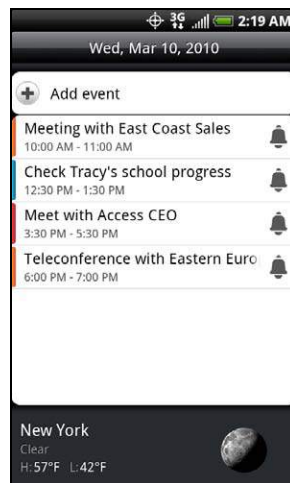 3G 2:19 AM
Wed, Mar 10, 2010
Add event
Meeting with East Coast Sales
10:00 AM - 11:00 AM
Check Tracy's school progress
12:30 PM - 1:30 PM
Meet with Access CEO
3:30 PM - 5:30 PM
Teleconference with Eastern Euro
6:00 PM - 7:00 PM
New York
Clear
H:57°F L:42°F